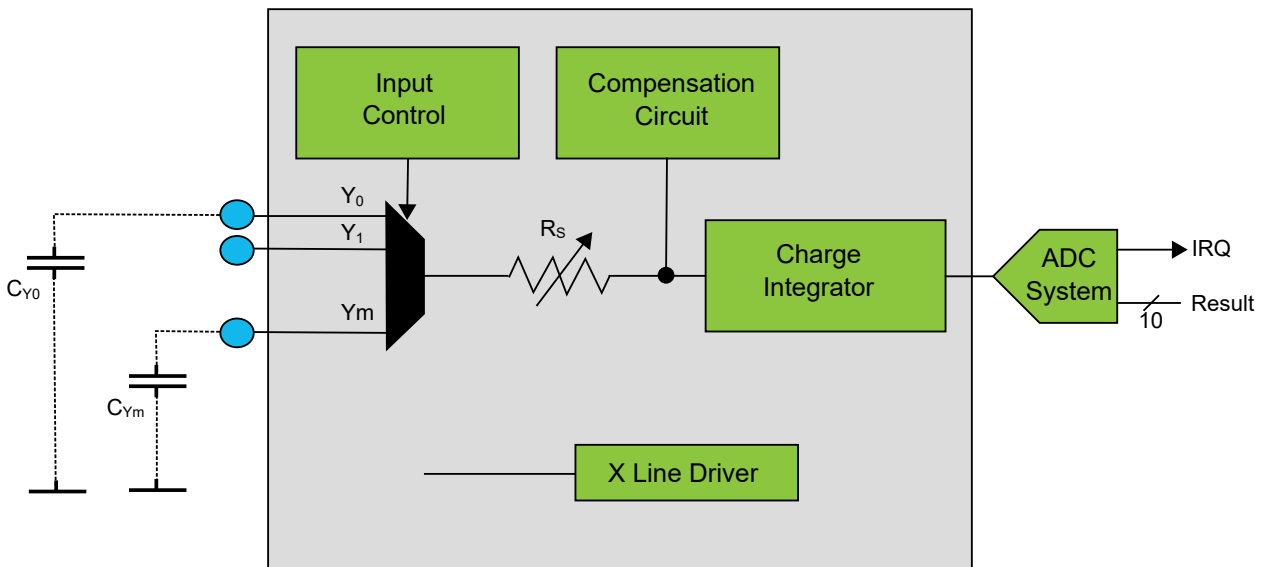 Input
Control
Compensation
Circuit
Y0
Y1
Ym
RS
Charge
Integrator
ADC
System
IRQ
Result
10
CY0
CYm
X Line Driver